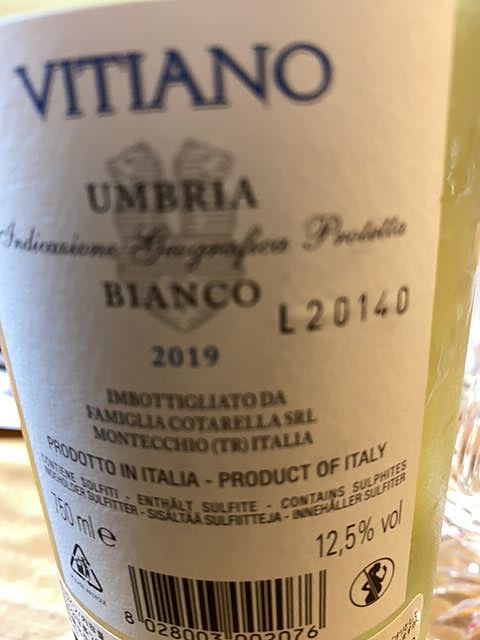 VITIANO
UMBRIA
Indicazione Geografica Protetta
BIANCO
L20140
2019
IMBOTTIGLIATO DA
FAMIGLIA COTARELLA SRL
MONTECCHIO (TR) ITALIA
PRODOTTO IN ITALIA - PRODUCT OF ITALY
CONTIENE SOLFITI - ENTHÄLT SULFITE - CONTAINS SULPHITES
INDEHOLDER SULFITTER - SISÄLTÄÄ SULFIITTEJA - INNEHÅLLER SULFITER
750 ml e
12,5% vol
8 028003 002076